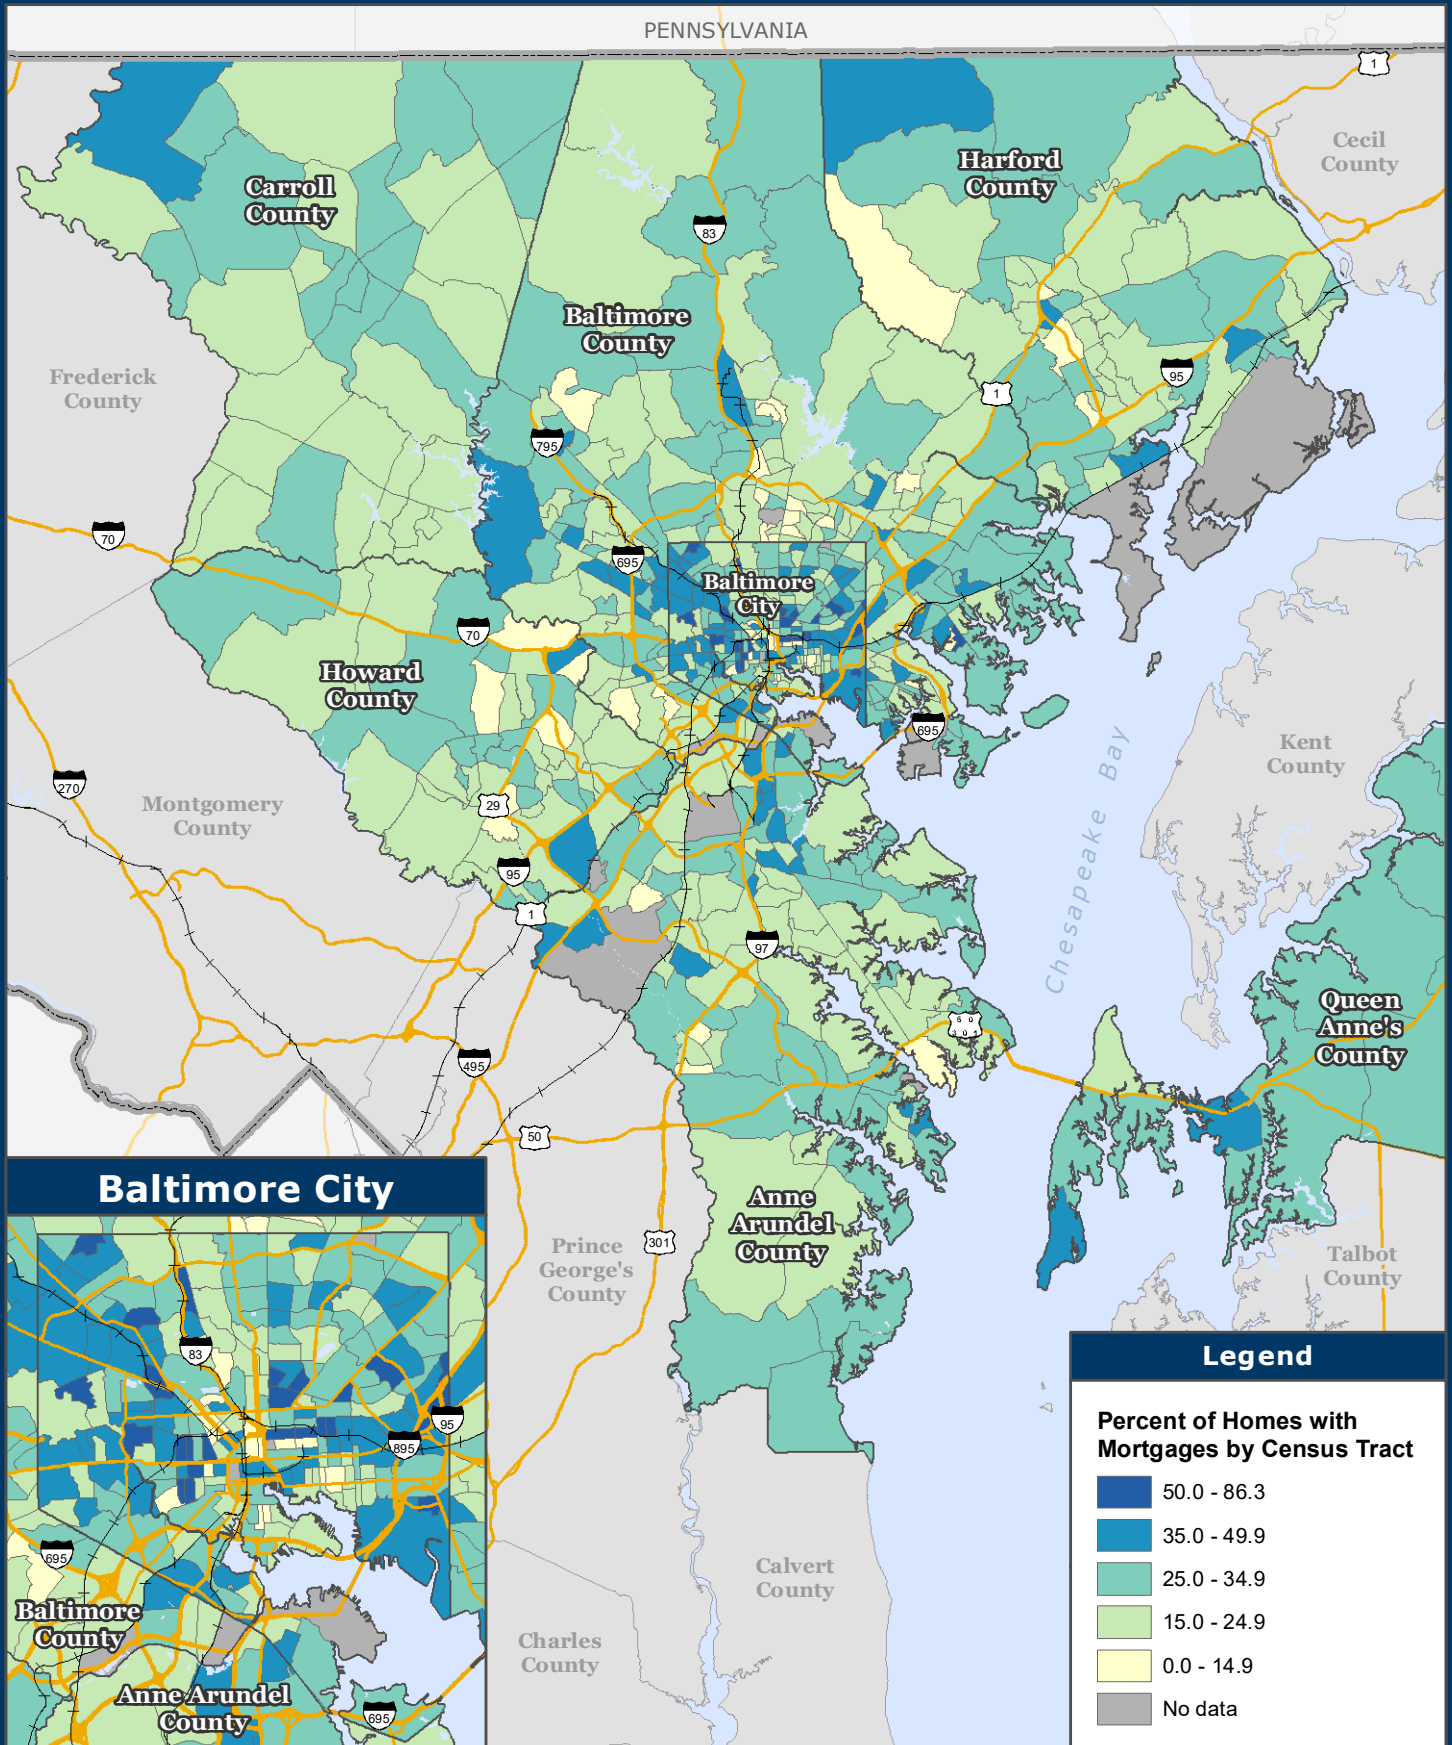 PENNSYLVANIA
1
Cecil
County
Harford
County
Carroll
County
83
Baltimore
County
Frederick
County
95
1
795
70
695
Baltimore
City
70
Howard
County
695
Kent
County
270
Montgomery
County
29
Chesapeake Bay
95
1
97
Queen
Anne's
County
50
301
495
50
Anne
Arundel
County
301
Prince
George's
County
Talbot
County
Calvert
County
Charles
County
Baltimore City
83
95
895
695
Baltimore
County
Anne Arundel
County
695
Legend
Percent of Homes with
Mortgages by Census Tract
50.0 - 86.3
35.0 - 49.9
25.0 - 34.9
15.0 - 24.9
0.0 - 14.9
No data